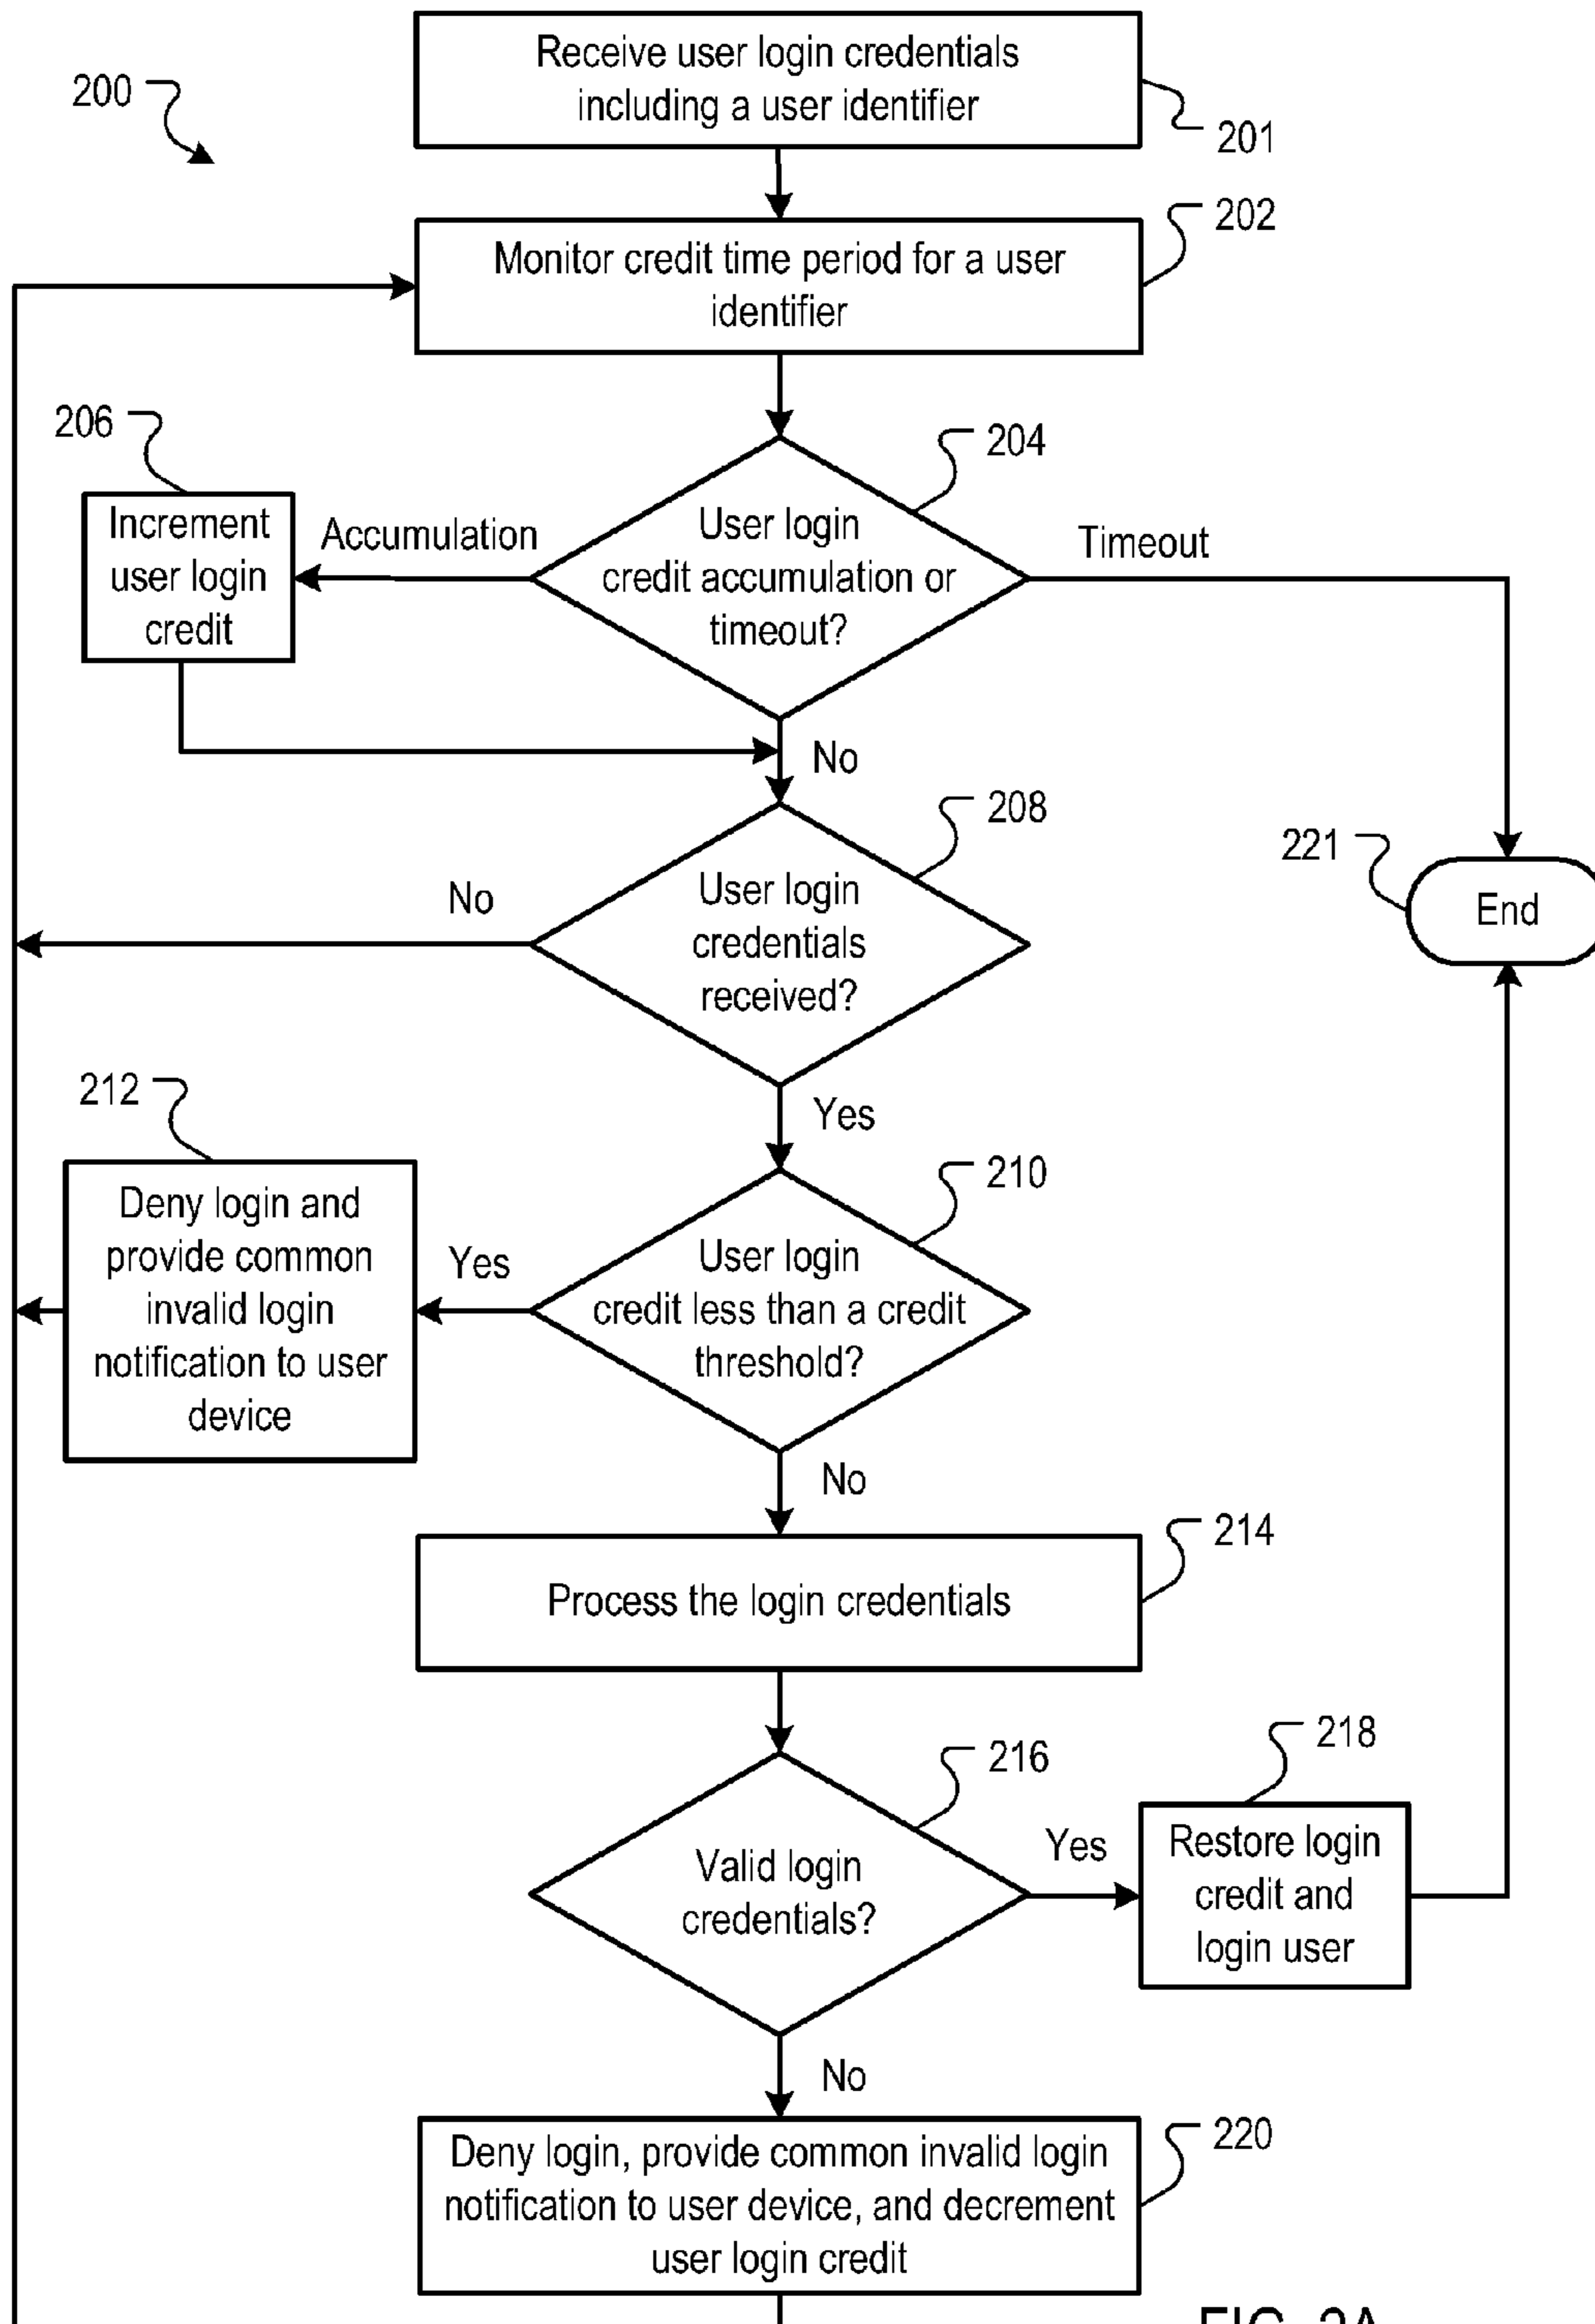 Receive user login credentials
including a user identifier
200
201
202
Monitor credit time period for a user
identifier
206
204
Increment
user login
credit
Accumulation
User login
credit accumulation or
timeout?
Timeout
No
208
221
End
No
User login
credentials
received?
212
Yes
210
Deny login and
provide common
invalid login
notification to user
device
Yes
User login
credit less than a credit
threshold?
No
214
Process the login credentials
216
218
Valid login
credentials?
Yes
Restore login
credit and
login user
No
220
Deny login, provide common invalid login
notification to user device, and decrement
user login credit